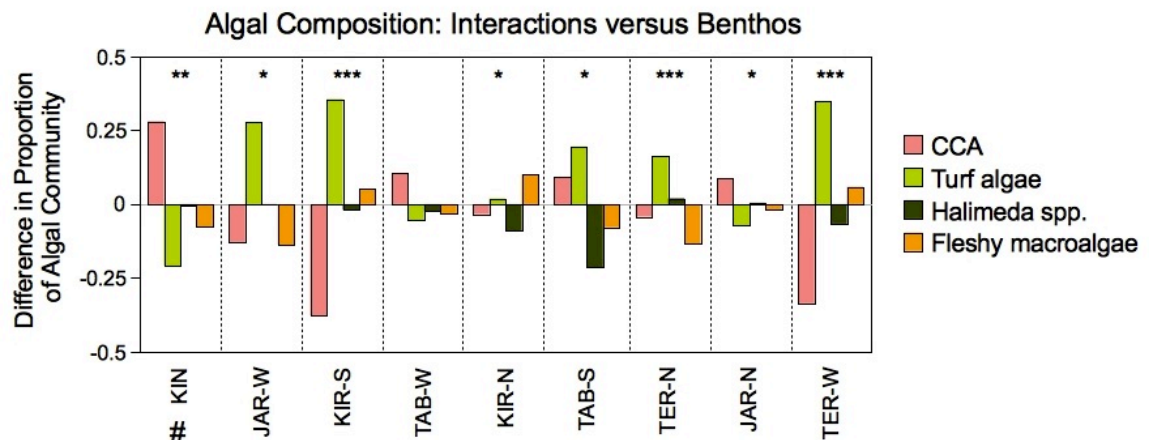 Algal Composition: Interactions versus Benthos
Difference in Proportion
of Algal Community
0.5
0.25
0
-0.25
-0.5
** * *** * * *** * ***
# KIN
JAR-W
KIR-S
TAB-W
KIR-N
TAB-S
TER-N
JAR-N
TER-W
CCA
Turf algae
Halimeda spp.
Fleshy macroalgae